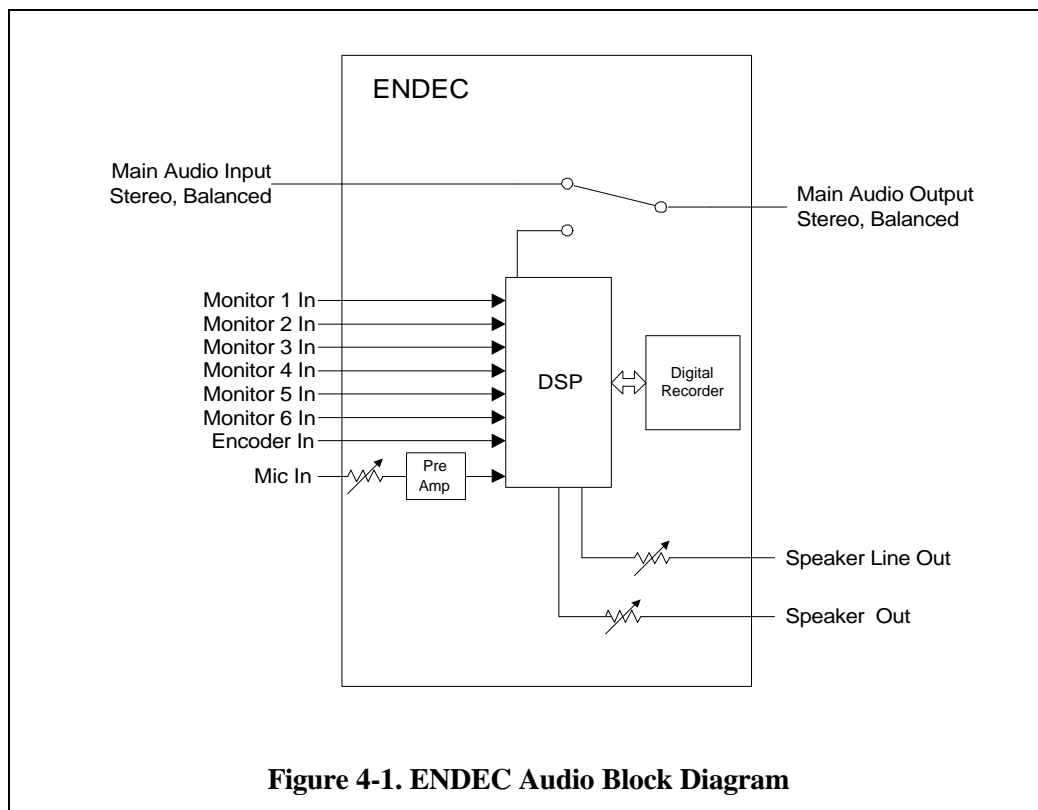 ENDEC
Main Audio Input
Stereo, Balanced
Main Audio Output
Stereo, Balanced
Monitor 1 In
Monitor 2 In
Monitor 3 In
Monitor 4 In
Monitor 5 In
Monitor 6 In
Encoder In
Mic In
Pre
Amp
DSP
Digital
Recorder
Speaker Line Out
Speaker Out
Figure 4-1. ENDEC Audio Block Diagram